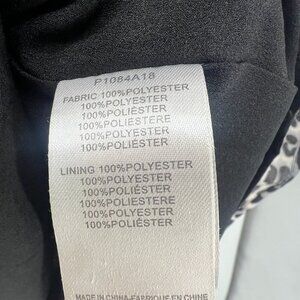 P1084A18
FABRIC 100%POLYESTER
100%POLYESTER
100%POLIÉSTERE
100%POLIESTERE
100%POLYESTER
100%POLIÉSTER
LINING 100%POLYESTER
100%POLYESTER
100%POLIÉSTER
100%POLIESTERE
100%POLYESTER
100%POLIÉSTER
MADE IN CHINA-FABRIQUE EN CHINE